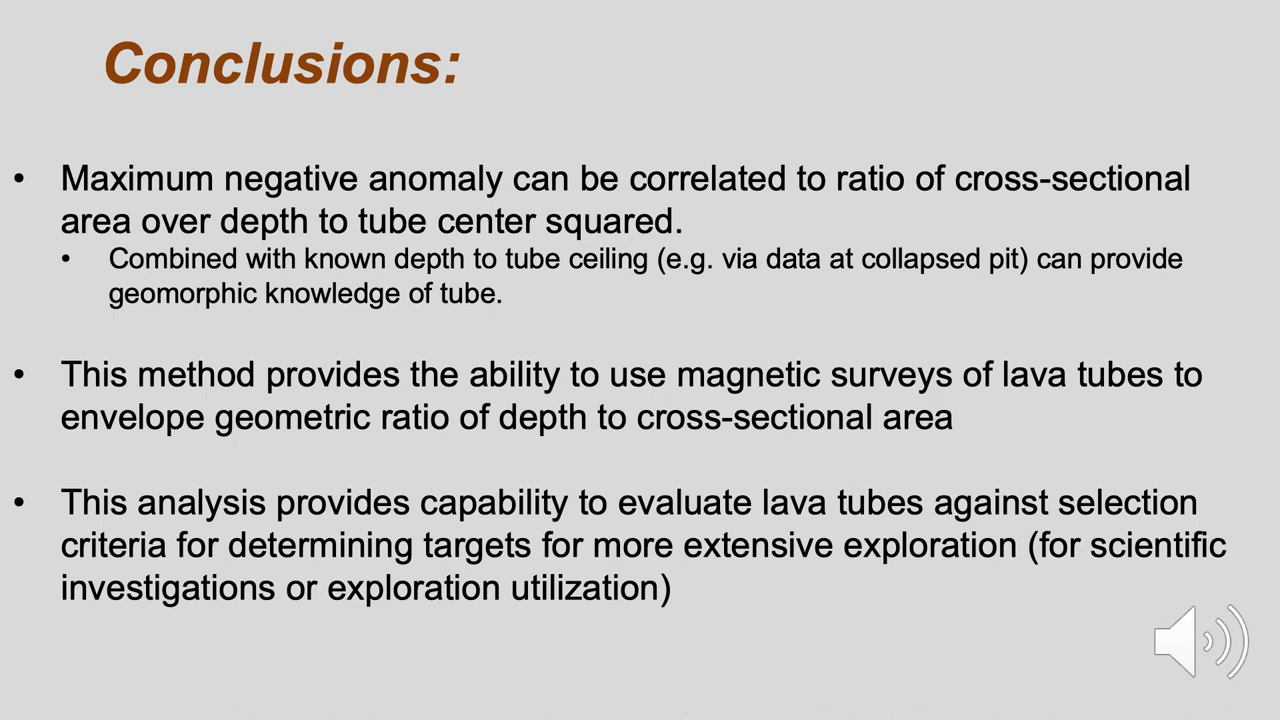 Conclusions:
• Maximum negative anomaly can be correlated to ratio of cross-sectional
area over depth to tube center squared.
• Combined with known depth to tube ceiling (e.g. via data at collapsed pit) can provide
geomorphic knowledge of tube.
• This method provides the ability to use magnetic surveys of lava tubes to
envelope geometric ratio of depth to cross-sectional area
• This analysis provides capability to evaluate lava tubes against selection
criteria for determining targets for more extensive exploration (for scientific
investigations or exploration utilization)